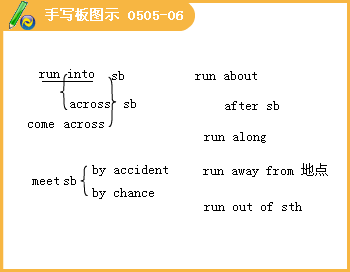 手写板图示 0505-06
run into sb
across sb
come across
meet sb by accident
by chance
run about
after sb
run along
run away from 地点
run out of sth